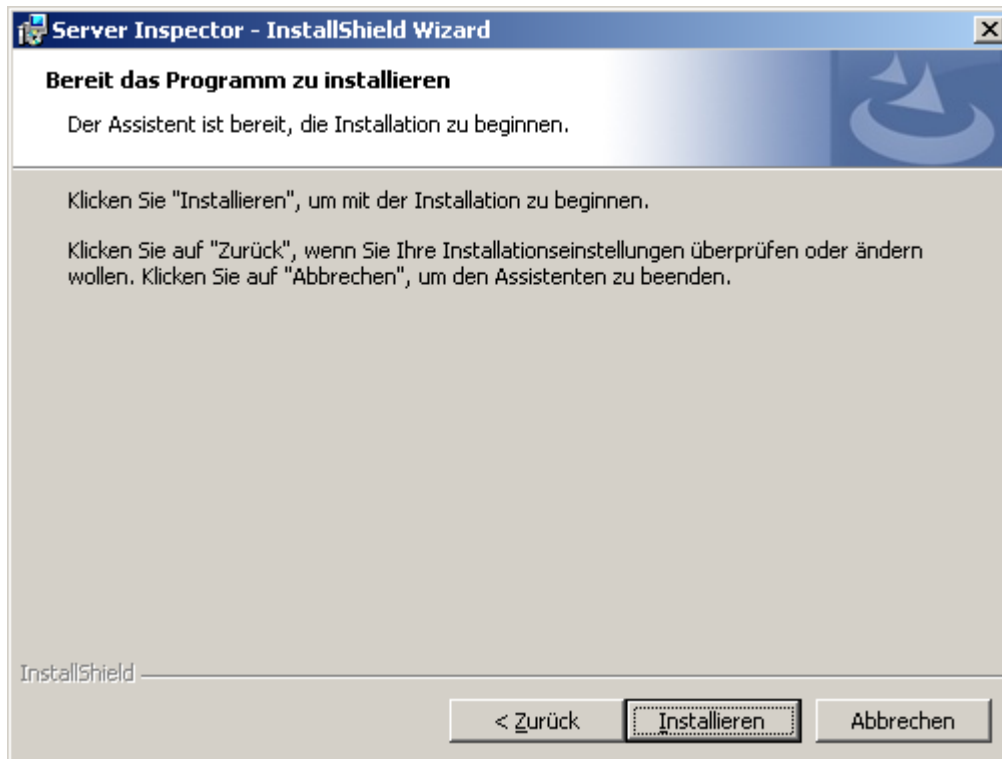 Server Inspector - InstallShield Wizard
Bereit das Programm zu installieren
Der Assistent ist bereit, die Installation zu beginnen.
Klicken Sie "Installieren", um mit der Installation zu beginnen.
Klicken Sie auf "Zurück", wenn Sie Ihre Installationseinstellungen überprüfen oder ändern
wollen. Klicken Sie auf "Abbrechen", um den Assistenten zu beenden.
InstallShield
< Zurück Installieren Abbrechen